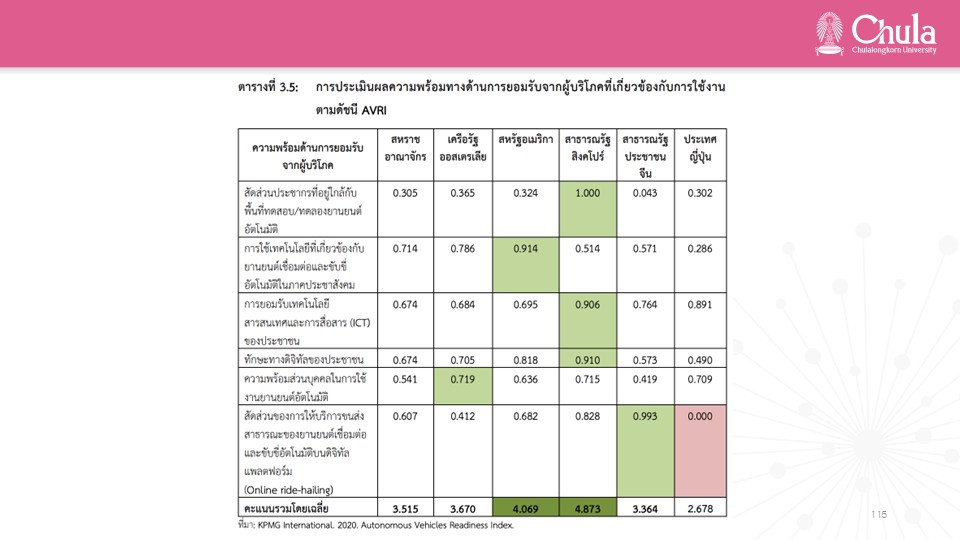 Chula
Chulalongkorn University
ตารางที่ 3.5: การประเมินผลความพร้อมทางด้านการยอมรับจากผู้บริโภคที่เกี่ยวข้องกับการใช้งาน
ตามดัชนี AVRI
ความพร้อมด้านการยอมรับ
จากผู้บริโภค
สหราช
อาณาจักร
เครือรัฐ
ออสเตรเลีย
สหรัฐอเมริกา
สาธารณรัฐ
สิงคโปร์
สาธารณรัฐ
ประชาชน
จีน
ประเทศ
ญี่ปุ่น
สัดส่วนประชากรที่อยู่ใกล้กับ 0.305 0.365 0.324 1.000 0.043 0.302
พื้นที่ทดสอบ/ทดลองยานยนต์
อัตโนมัติ
การใช้เทคโนโลยีที่เกี่ยวข้องกับ 0.714 0.786 0.914 0.514 0.571 0.286
ยานยนต์เชื่อมต่อและขับขี่
อัตโนมัติในภาคประชาสังคม
การยอมรับเทคโนโลยี 0.674 0.684 0.695 0.906 0.764 0.891
สารสนเทศและการสื่อสาร (ICT)
ของประชาชน
ทักษะทางดิจิทัลของประชาชน 0.674 0.705 0.818 0.910 0.573 0.490
ความพร้อมส่วนบุคคลในการใช้ 0.541 0.719 0.636 0.715 0.419 0.709
งานยานยนต์อัตโนมัติ
สัดส่วนของการให้บริการขนส่ง 0.607 0.412 0.682 0.828 0.993 0.000
สาธารณะของยานยนต์เชื่อมต่อ
และขับขี่อัตโนมัติบนดิจิทัล
แพลตฟอร์ม
(Online ride-hailing)
คะแนนรวมโดยเฉลี่ย 3.515 3.670 4.069 4.873 3.364 2.678
ที่มา: KPMG International. 2020. Autonomous Vehicles Readiness Index.
115